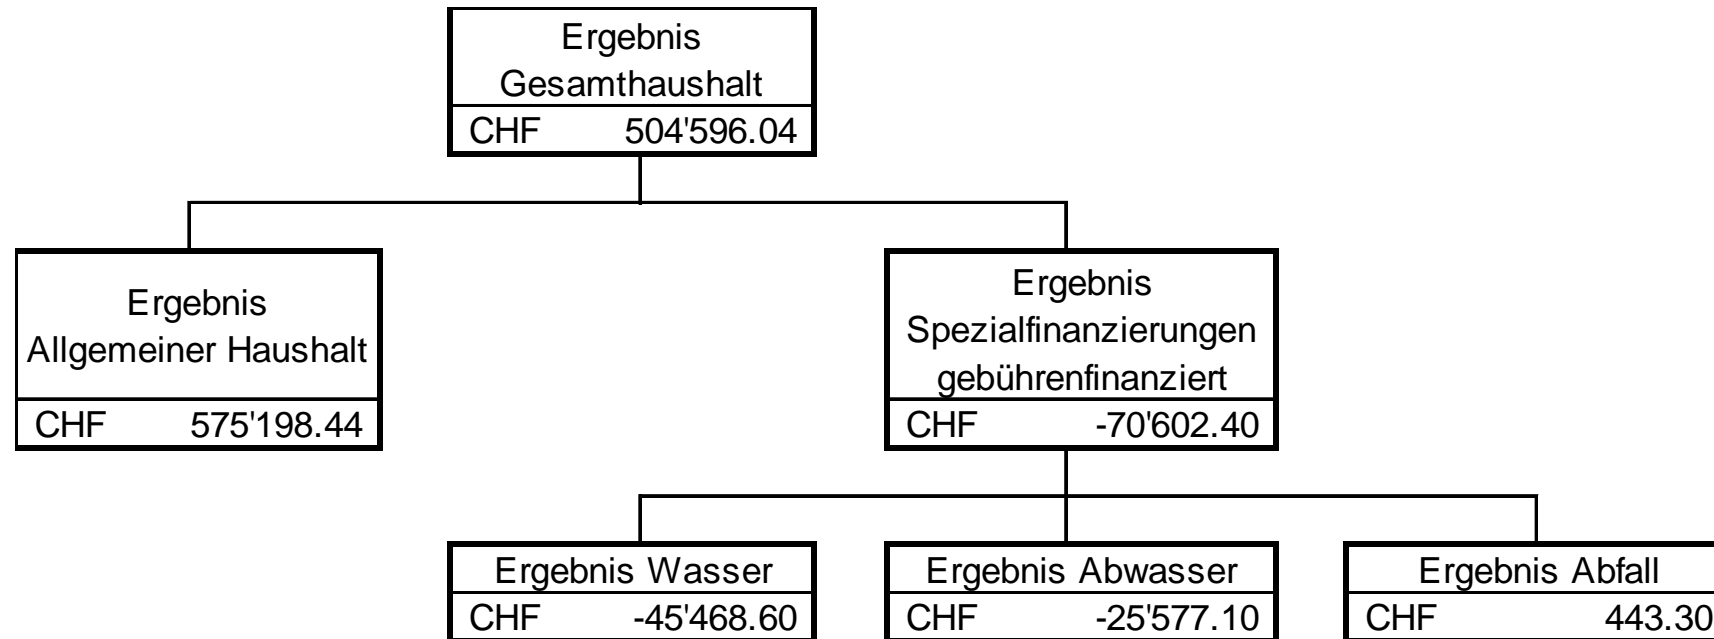 Ergebnis
Gesamthaushalt
CHF 504'596.04
Ergebnis
Allgemeiner Haushalt
CHF 575'198.44
Ergebnis
Spezialfinanzierungen
gebührenfinanziert
CHF -70'602.40
Ergebnis Wasser
CHF -45'468.60
Ergebnis Abwasser
CHF -25'577.10
Ergebnis Abfall
CHF 443.30